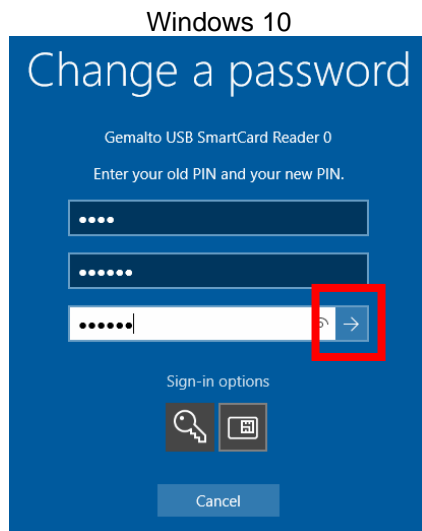 Windows 10
Change a password
Gemalto USB SmartCard Reader 0
Enter your old PIN and your new PIN.
••••
••••••
••••••
Sign-in options
Cancel